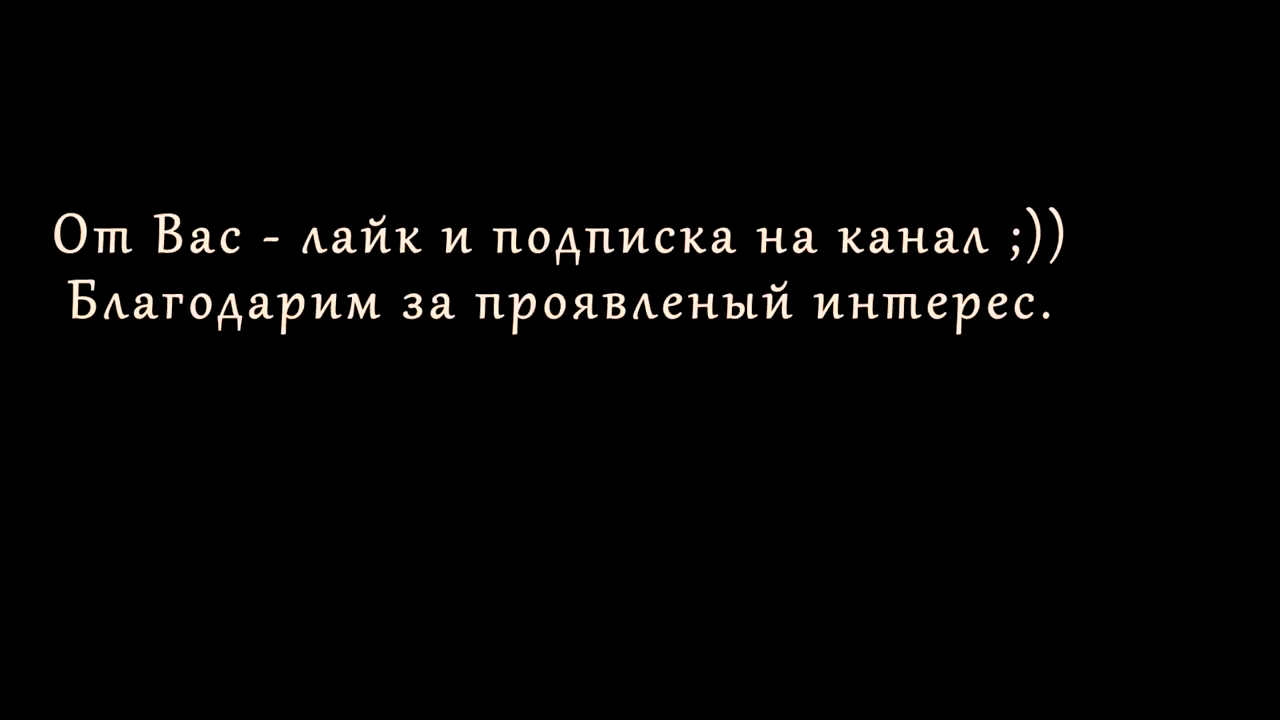 От Вас - лайк и подписка на канал ;))
Благодарим за проявленый интерес.